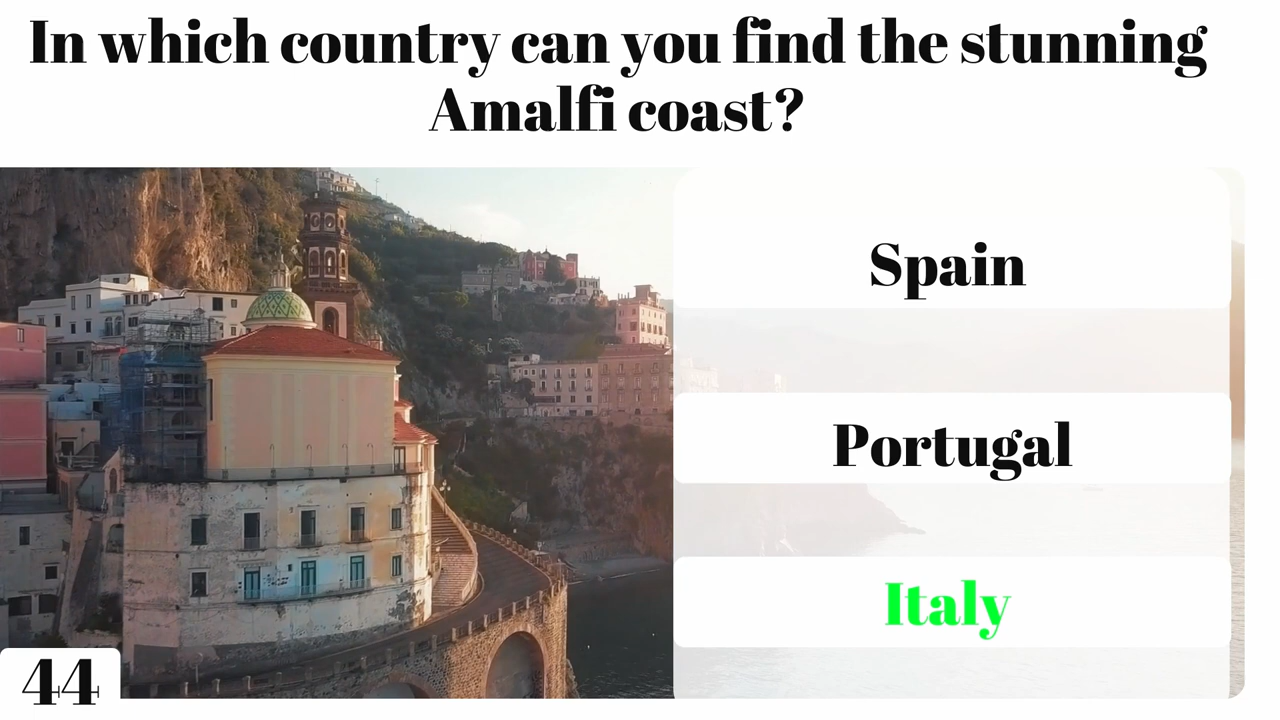 In which country can you find the stunning
Amalfi coast?
Spain
Portugal
Italy
44